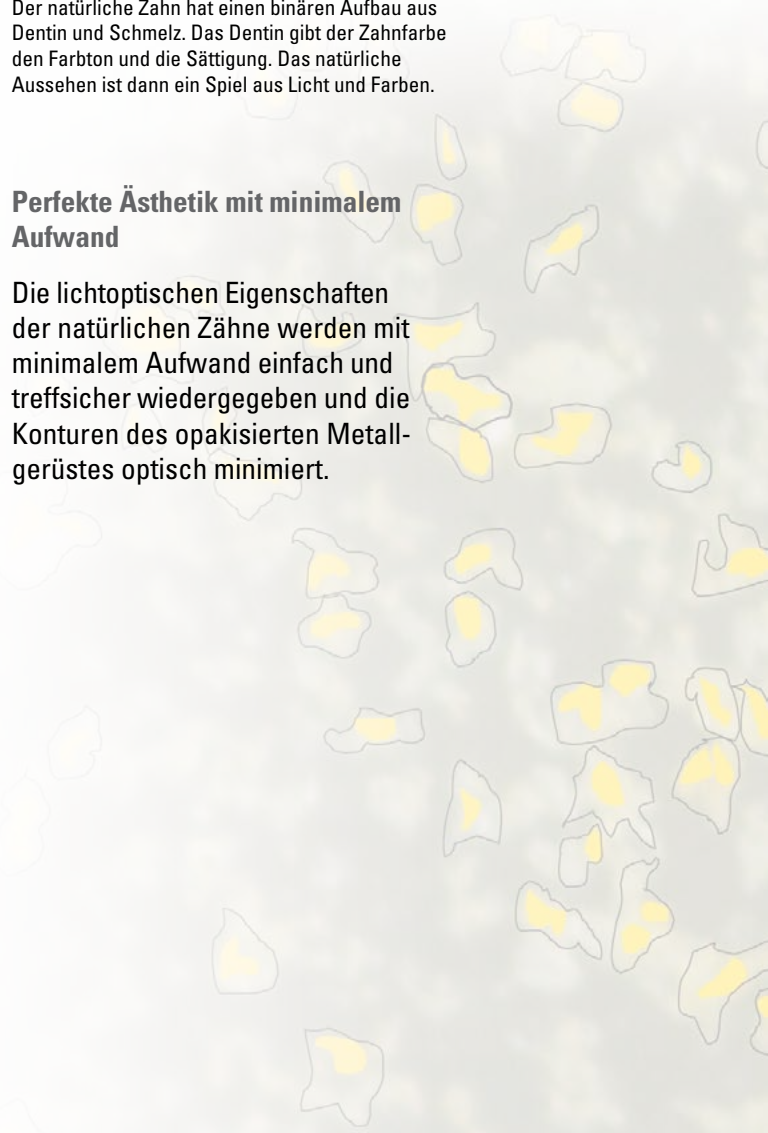 Der natürliche Zahn hat einen binären Aufbau aus
Dentin und Schmelz. Das Dentin gibt der Zahnfarbe
den Farbton und die Sättigung. Das natürliche
Aussehen ist dann ein Spiel aus Licht und Farben.
Perfekte Ästhetik mit minimalem
Aufwand
Die lichtoptischen Eigenschaften
der natürlichen Zähne werden mit
minimalem Aufwand einfach und
treffsicher wiedergegeben und die
Konturen des opakisierten Metall-
gerüstes optisch minimiert.